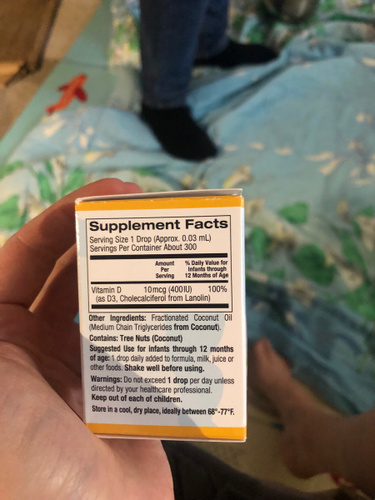 Supplement Facts
Serving Size 1 Drop (Approx. 0.03 mL)
Servings Per Container About 300
Amount Per Serving
% Daily Value for Infants through 12 Months of Age
Vitamin D 10 mcg (400 IU) 100%
(as D3, Cholecalciferol from Lanolin)
Other Ingredients: Fractionated Coconut Oil
(Medium Chain Triglycerides from Coconut).
Contains: Tree Nuts (Coconut)
Suggested Use for infants through 12 months
of age: 1 drop daily added to formula, milk, juice or
other foods. Shake well before using.
Warnings: Do not exceed 1 drop per day unless
directed by your healthcare professional.
Keep out of each of children.
Store in a cool, dry place, ideally between 68°-77°F.